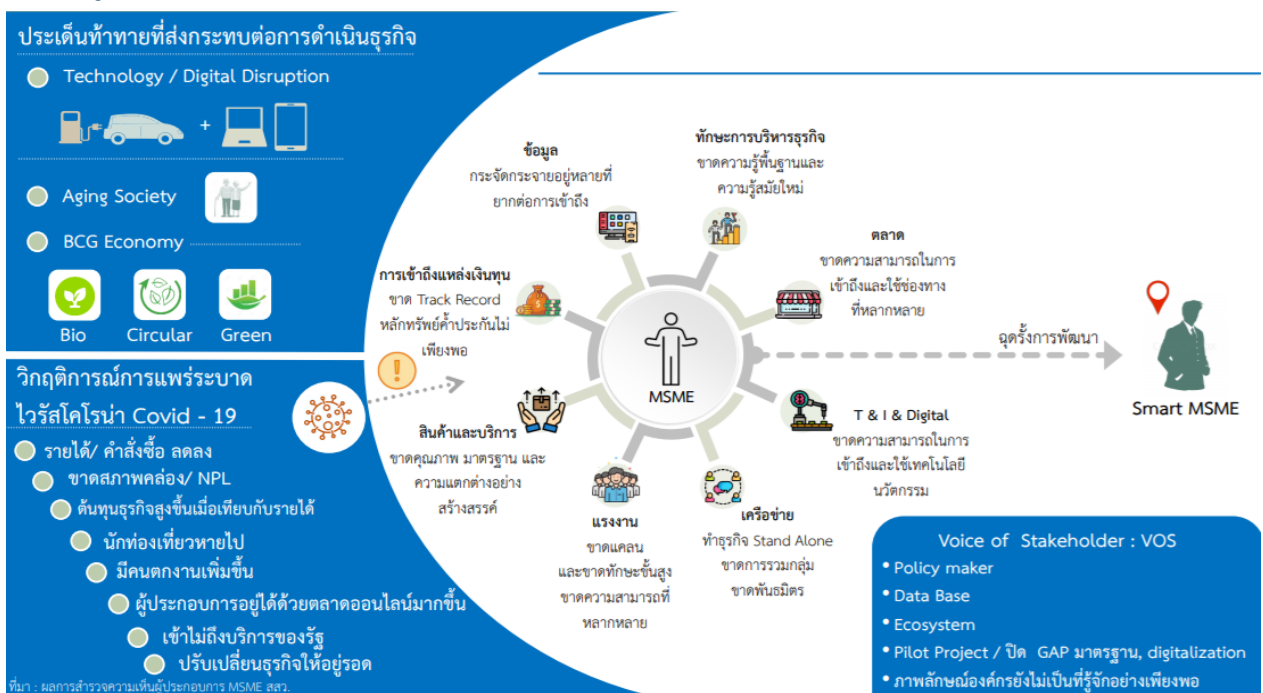 ประเด็นท้าทายที่ส่งกระทบต่อการดำเนินธุรกิจ
Technology / Digital Disruption
+
Aging Society
BCG Economy
Bio
Circular
Green
วิกฤติการณ์การแพร่ระบาด
ไวรัสโคโรน่า Covid - 19
รายได้/ คำสั่งซื้อ ลดลง
ขาดสภาพคล่อง/ NPL
ต้นทุนธุรกิจสูงขึ้นเมื่อเทียบกับรายได้
นักท่องเที่ยวหายไป
มีคนตกงานเพิ่มขึ้น
ผู้ประกอบการอยู่ได้ด้วยตลาดออนไลน์มากขึ้น
เข้าไม่ถึงบริการของรัฐ
ปรับเปลี่ยนธุรกิจให้อยู่รอด
ที่มา : ผลการสำรวจความเห็นผู้ประกอบการ MSME สสว.
ข้อมูล
กระจัดกระจายอยู่หลายที่
ยากต่อการเข้าถึง
ทักษะการบริหารธุรกิจ
ขาดความรู้พื้นฐานและ
ความรู้สมัยใหม่
การเข้าถึงแหล่งเงินทุน
ขาด Track Record
หลักทรัพย์ค้ำประกันไม่
เพียงพอ
ตลาด
ขาดความสามารถในการ
เข้าถึงและใช้ช่องทาง
ที่หลากหลาย
MSME
สินค้าและบริการ
ขาดคุณภาพ มาตรฐาน และ
ความแตกต่างอย่าง
สร้างสรรค์
T & I & Digital
ขาดความสามารถในการ
เข้าถึงและใช้เทคโนโลยี
นวัตกรรม
แรงงาน
ขาดแคลน
และขาดทักษะขั้นสูง
ขาดความสามารถที่
หลากหลาย
เครือข่าย
ทำธุรกิจ Stand Alone
ขาดการรวมกลุ่ม
ขาดพันธมิตร
ฉุดรั้งการพัฒนา
Smart MSME
Voice of Stakeholder : VOS
• Policy maker
• Data Base
• Ecosystem
• Pilot Project / ปิด GAP มาตรฐาน, digitalization
• ภาพลักษณ์องค์กรยังไม่เป็นที่รู้จักอย่างเพียงพอ